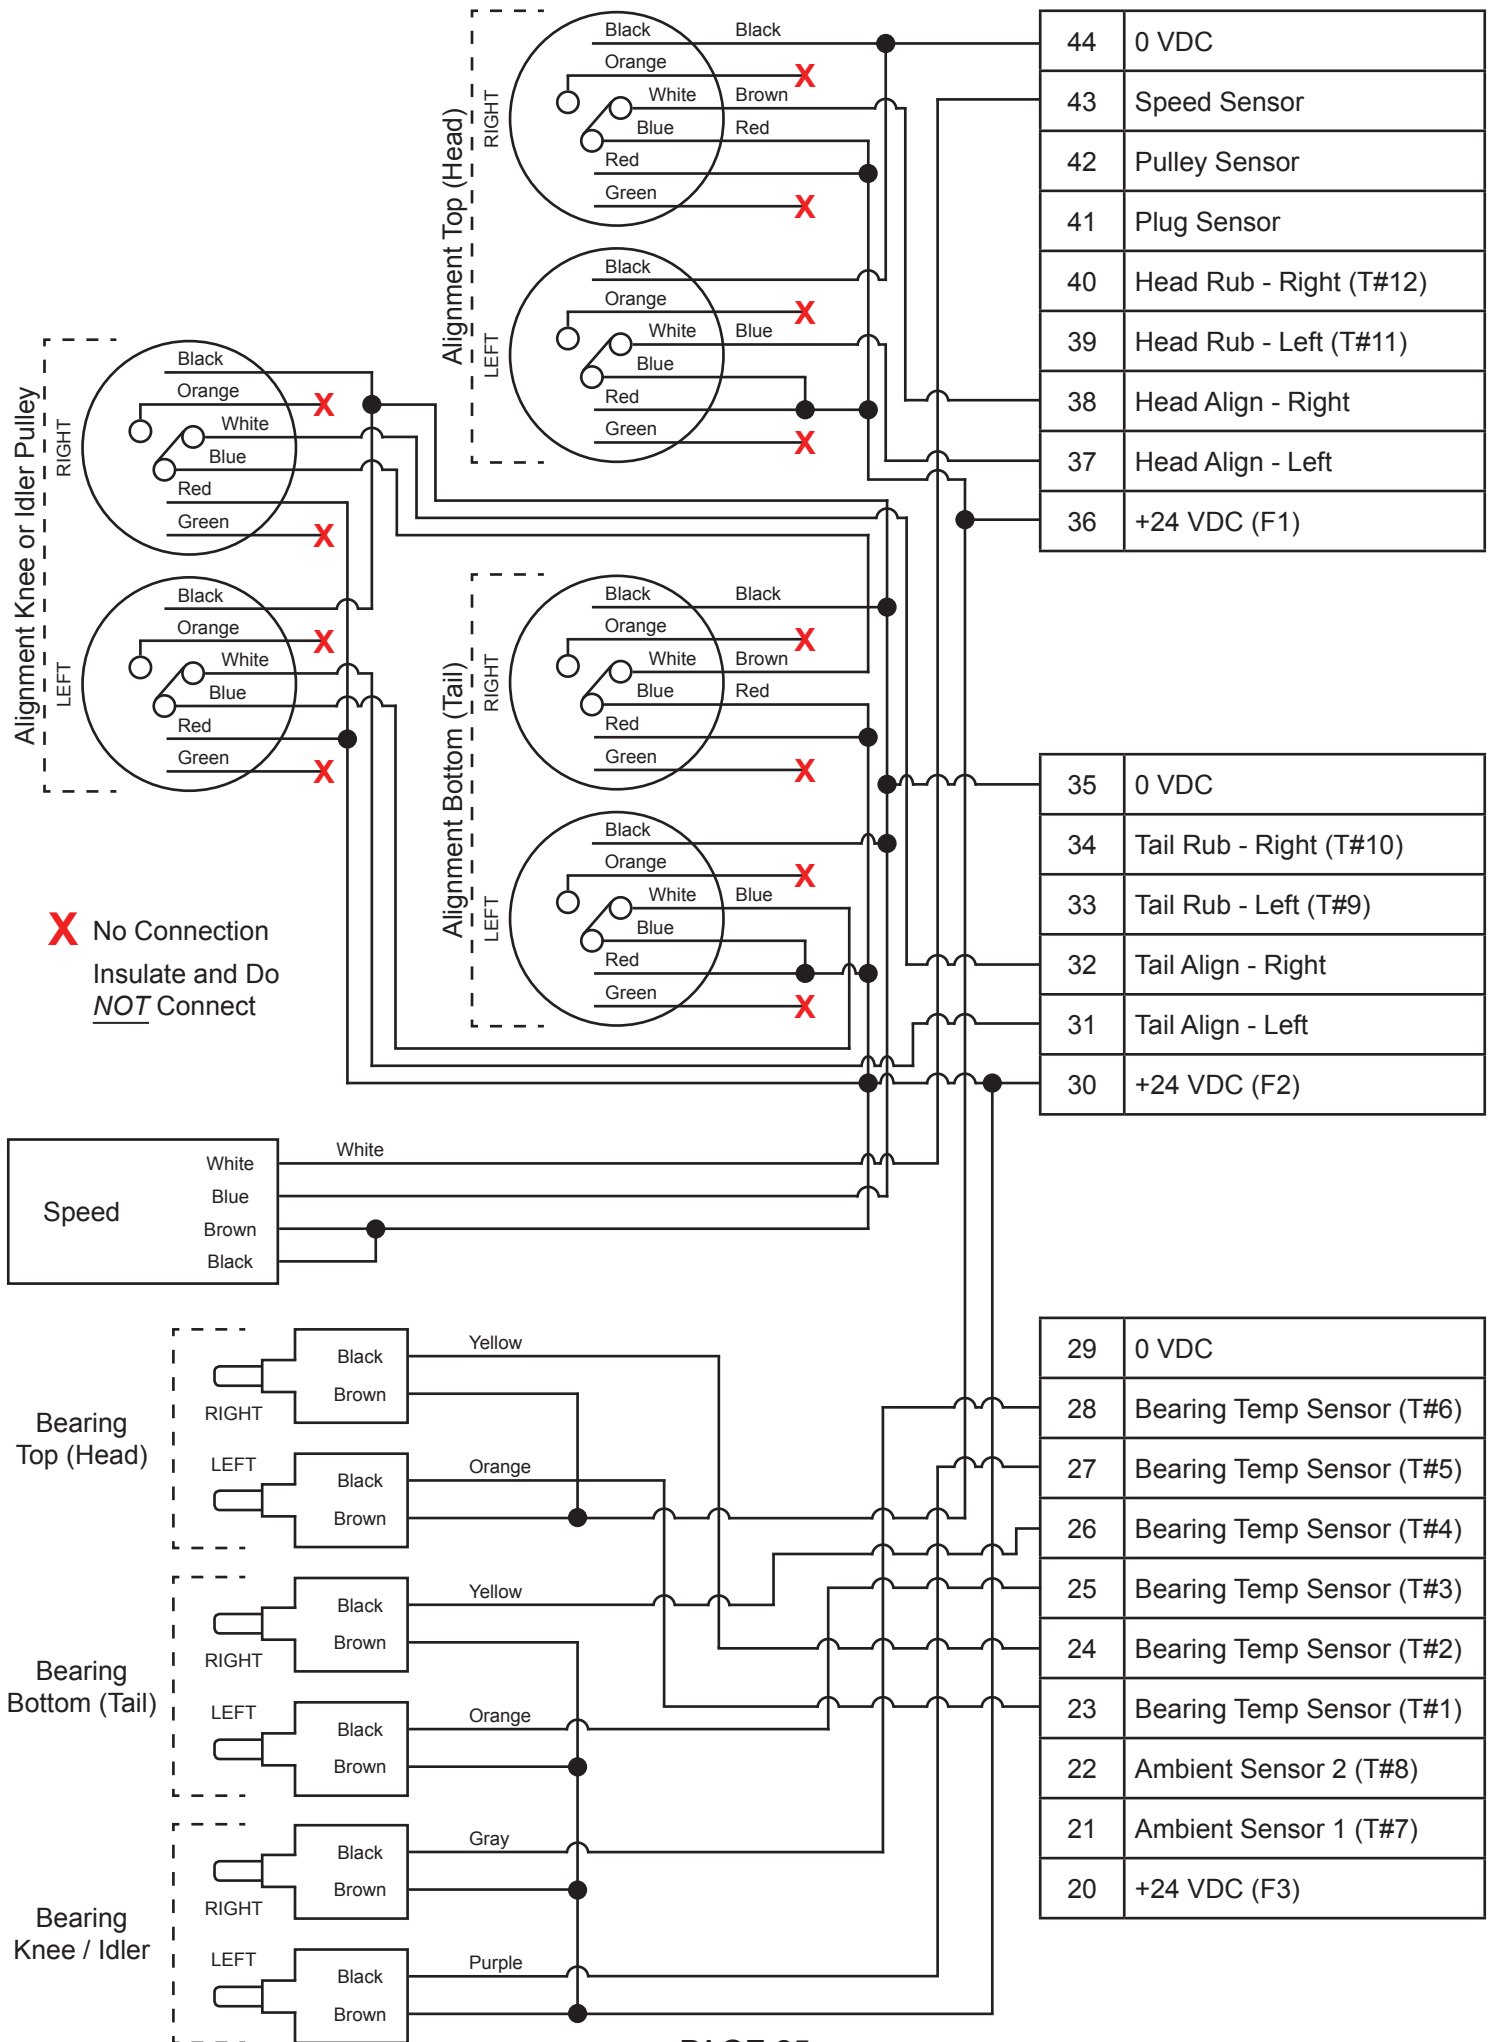 Alignment Top (Head)
RIGHT
Black Black
Orange X
White Brown
Blue Red
Red
Green X
LEFT
Black
Orange X
White Blue
Blue
Red
Green X
44 0 VDC
43 Speed Sensor
42 Pulley Sensor
41 Plug Sensor
40 Head Rub - Right (T#12)
39 Head Rub - Left (T#11)
38 Head Align - Right
37 Head Align - Left
36 +24 VDC (F1)
Alignment Knee or Idler Pulley
RIGHT
Black
Orange X
White
Blue
Red
Green X
LEFT
Black
Orange X
White
Blue
Red
Green X
Alignment Bottom (Tail)
RIGHT
Black Black
Orange X
White Brown
Blue Red
Red
Green X
LEFT
Black
Orange X
White Blue
Blue
Red
Green X
35 0 VDC
34 Tail Rub - Right (T#10)
33 Tail Rub - Left (T#9)
32 Tail Align - Right
31 Tail Align - Left
30 +24 VDC (F2)
X No Connection
Insulate and Do
NOT Connect
Speed
White White
Blue
Brown
Black
Bearing
Top (Head)
RIGHT
Black Yellow
Brown
LEFT
Black Orange
Brown
Bearing
Bottom (Tail)
RIGHT
Black Yellow
Brown
LEFT
Black Orange
Brown
Bearing
Knee / Idler
RIGHT
Black Gray
Brown
LEFT
Black Purple
Brown
29 0 VDC
28 Bearing Temp Sensor (T#6)
27 Bearing Temp Sensor (T#5)
26 Bearing Temp Sensor (T#4)
25 Bearing Temp Sensor (T#3)
24 Bearing Temp Sensor (T#2)
23 Bearing Temp Sensor (T#1)
22 Ambient Sensor 2 (T#8)
21 Ambient Sensor 1 (T#7)
20 +24 VDC (F3)